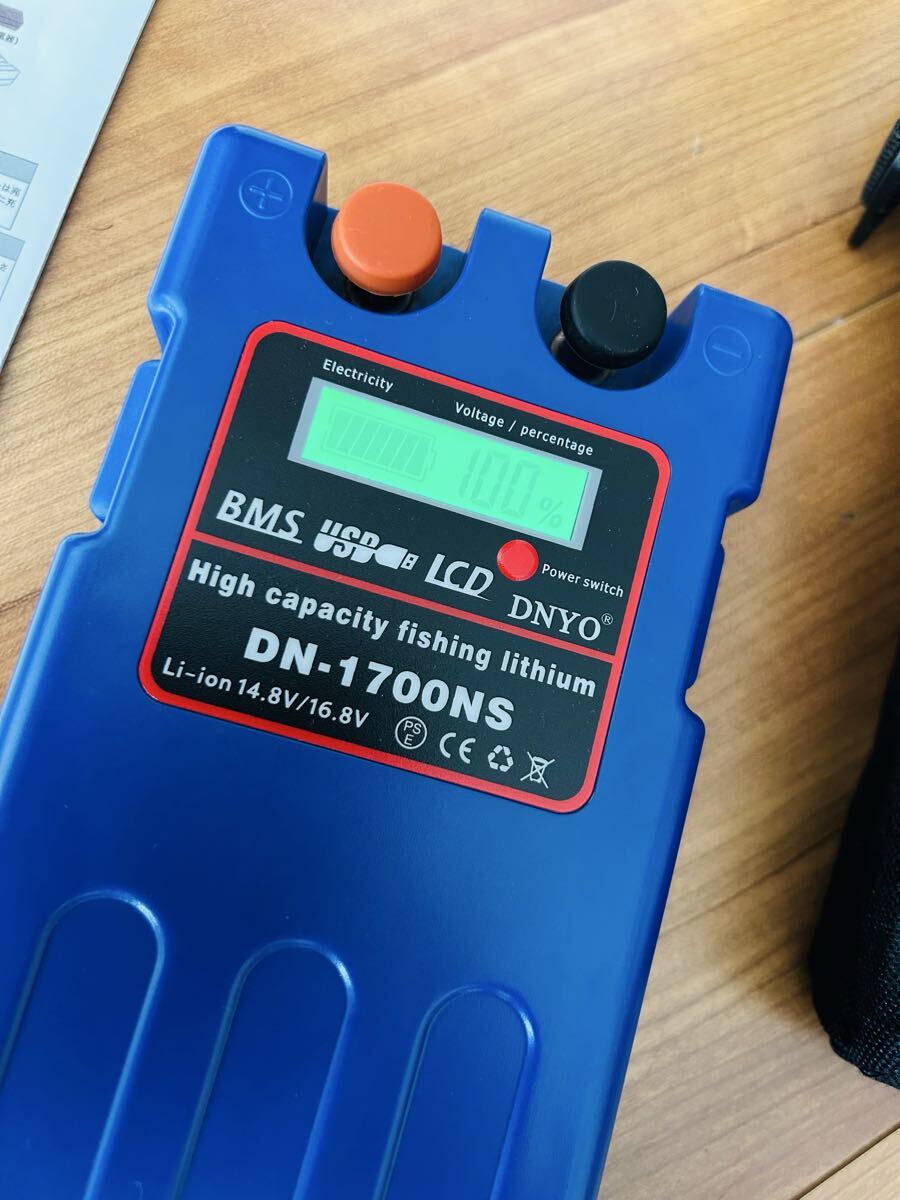 Electricity
Voltage / percentage
100%
BMS USB LCD
Power switch
DNYO®
High capacity fishing lithium
DN-1700NS
Li-ion 14.8V/16.8V
PS
E
CE